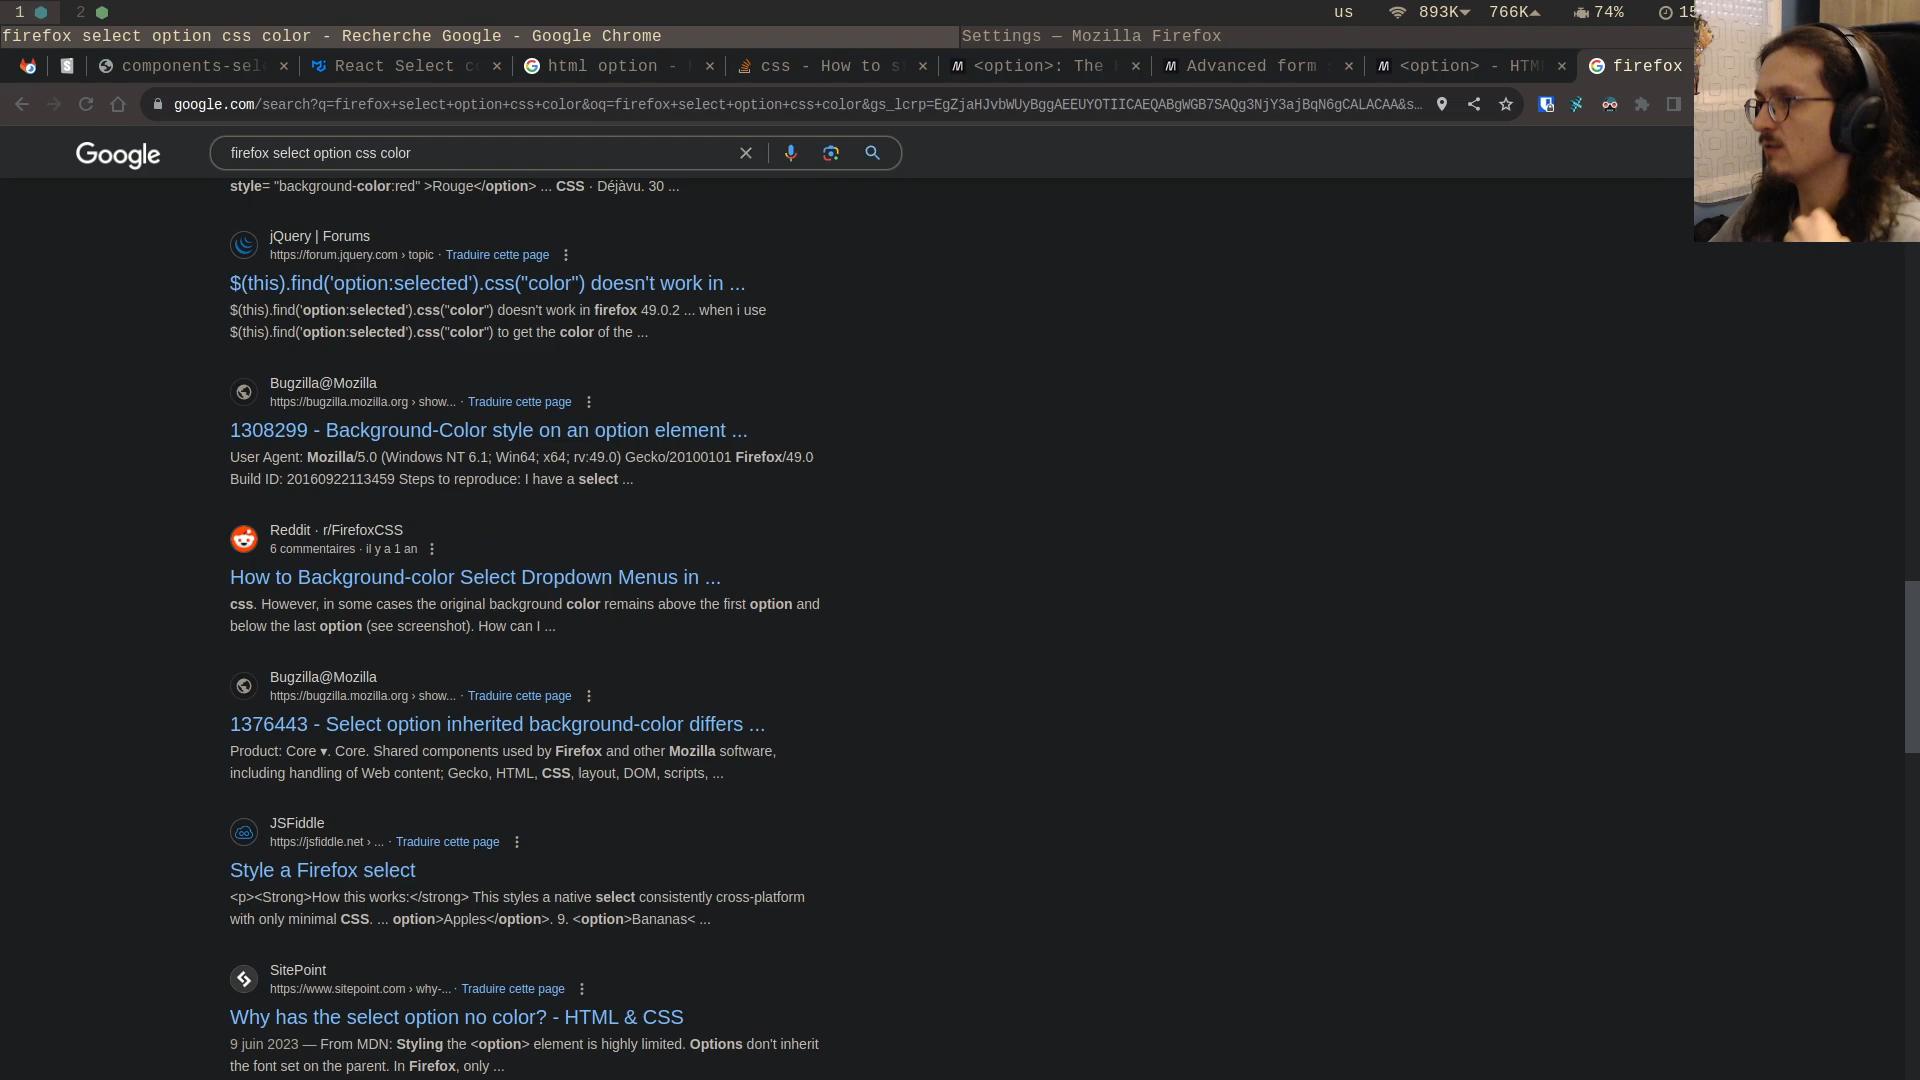 1 2 us 893K 766K 74% 15
firefox select option css color - Recherche Google - Google Chrome Settings — Mozilla Firefox
components-sel React Select c html option - css - How to s <option>: The Advanced form <option> - HTM firefox
google.com/search?q=firefox+select+option+css+color&oq=firefox+select+option+css+color&gs_lcrp=EgZjaHJvbWUyBggAEEUYOTIICAEQABgWGB7SAQg3NjY3ajBqN6gCALACAA&s...
Google firefox select option css color
style= "background-color:red" >Rouge</option> ... CSS · Déjàvu. 30 ...
jQuery | Forums
https://forum.jquery.com › topic · Traduire cette page
$(this).find('option:selected').css("color") doesn't work in ...
$(this).find('option:selected').css("color") doesn't work in firefox 49.0.2 ... when i use
$(this).find('option:selected').css("color") to get the color of the ...
Bugzilla@Mozilla
https://bugzilla.mozilla.org › show... · Traduire cette page
1308299 - Background-Color style on an option element ...
User Agent: Mozilla/5.0 (Windows NT 6.1; Win64; x64; rv:49.0) Gecko/20100101 Firefox/49.0
Build ID: 20160922113459 Steps to reproduce: I have a select ...
Reddit · r/FirefoxCSS
6 commentaires · il y a 1 an
How to Background-color Select Dropdown Menus in ...
css. However, in some cases the original background color remains above the first option and
below the last option (see screenshot). How can I ...
Bugzilla@Mozilla
https://bugzilla.mozilla.org › show... · Traduire cette page
1376443 - Select option inherited background-color differs ...
Product: Core ▾. Core. Shared components used by Firefox and other Mozilla software,
including handling of Web content; Gecko, HTML, CSS, layout, DOM, scripts, ...
JSFiddle
https://jsfiddle.net › ... · Traduire cette page
Style a Firefox select
<p><Strong>How this works:</strong> This styles a native select consistently cross-platform
with only minimal CSS. ... option>Apples</option>. 9. <option>Bananas< ...
SitePoint
https://www.sitepoint.com › why-... · Traduire cette page
Why has the select option no color? - HTML & CSS
9 juin 2023 — From MDN: Styling the <option> element is highly limited. Options don't inherit
the font set on the parent. In Firefox, only ...